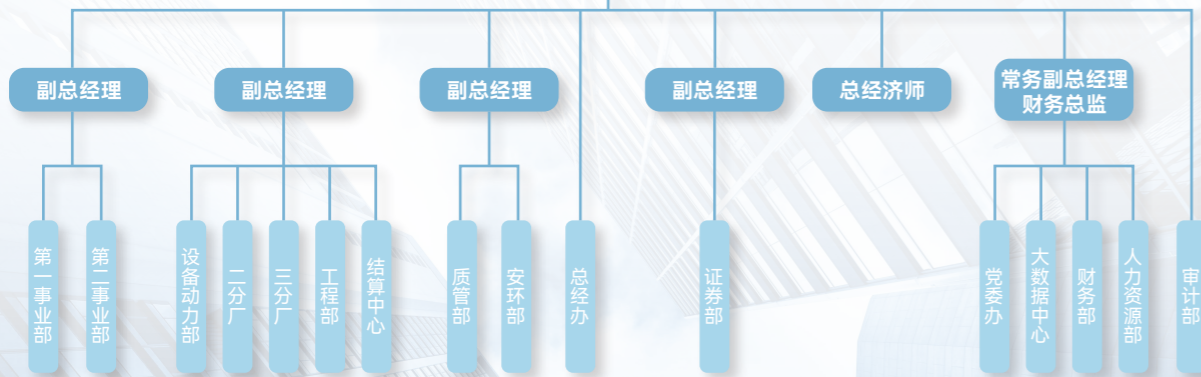 副总经理
副总经理
副总经理
副总经理
总经济师
常务副总经理
财务总监
第一事业部
第二事业部
设备动力部
二分厂
三分厂
工程部
结算中心
质管部
安环部
总经办
证券部
党委办
大数据中心
财务部
人力资源部
审计部